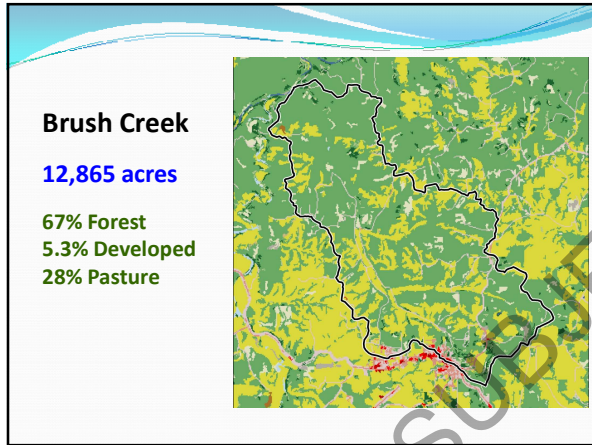 Brush Creek
12,865 acres
67% Forest
5.3% Developed
28% Pasture